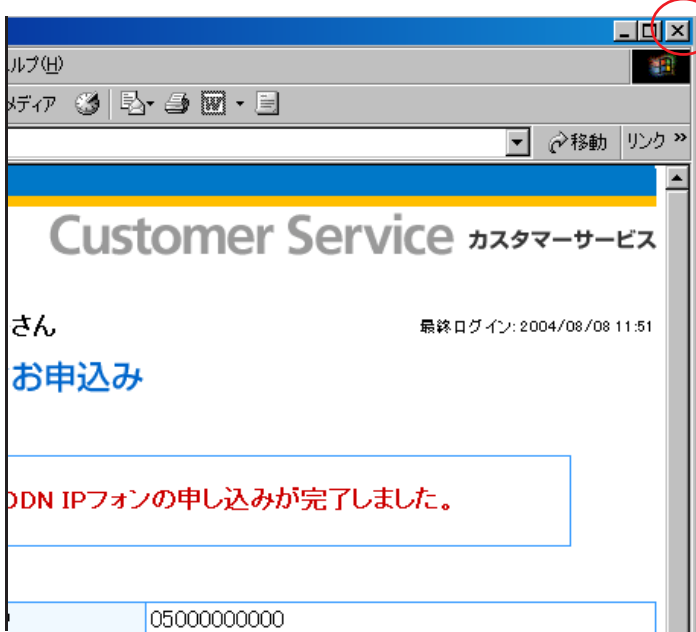 ルプ(H)
メディア
移動 リンク »
Customer Service カスタマーサービス
さん
最終ログイン: 2004/08/08 11:51
お申込み
ODN IPフォンの申し込みが完了しました。
05000000000